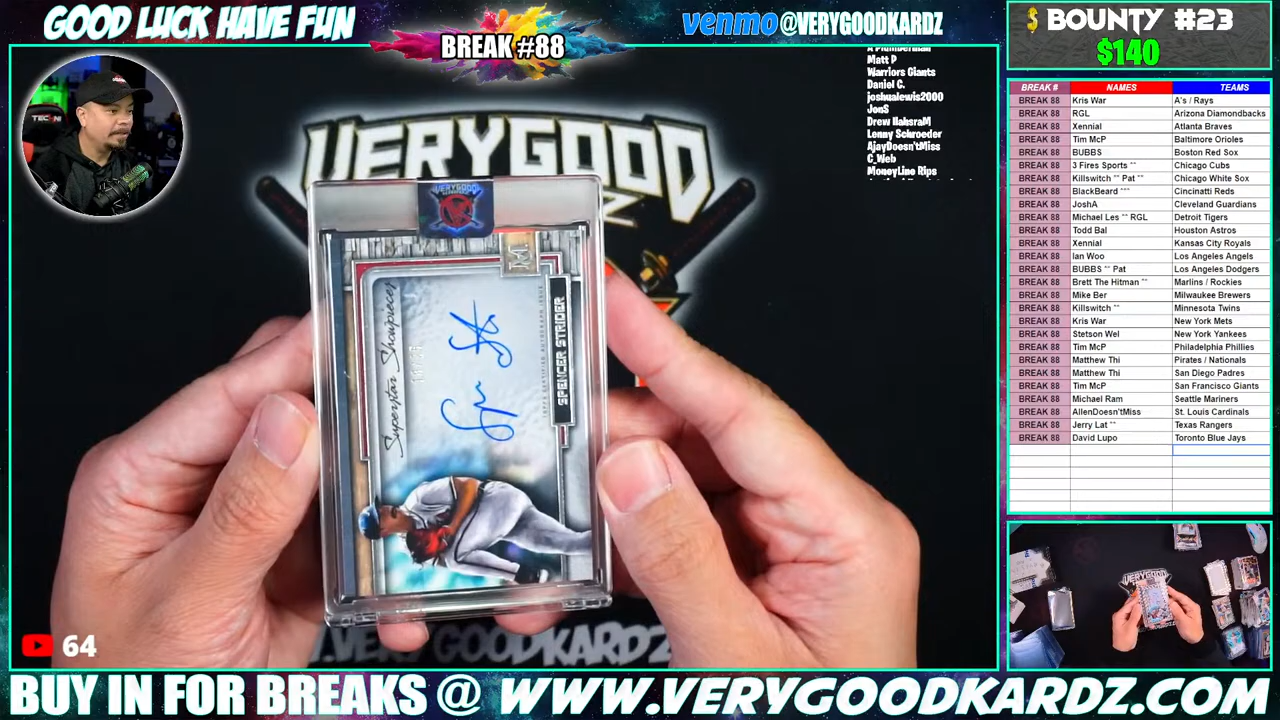 GOOD LUCK HAVE FUN
BREAK #88
venmo @VERYGOODKARDZ
$ BOUNTY #23
$140
Matt P
Warriors Giants
Daniel C.
joshualewis2000
JonS
Drew HabsraM
Lenny Schroeder
AjayDoesn'tMiss
C_Web
MoneyLine Rips
BREAK # NAMES TEAMS
BREAK 88 Kris War A's / Rays
BREAK 88 RGL Arizona Diamondbacks
BREAK 88 Xennial Atlanta Braves
BREAK 88 Tim McP Baltimore Orioles
BREAK 88 BUBBS Boston Red Sox
BREAK 88 3 Fires Sports ** Chicago Cubs
BREAK 88 Killswitch ** Pat ** Chicago White Sox
BREAK 88 BlackBeard *** Cincinatti Reds
BREAK 88 JoshA Cleveland Guardians
BREAK 88 Michael Les ** RGL Detroit Tigers
BREAK 88 Todd Bal Houston Astros
BREAK 88 Xennial Kansas City Royals
BREAK 88 Ian Woo Los Angeles Angels
BREAK 88 BUBBS ** Pat Los Angeles Dodgers
BREAK 88 Brett The Hitman ** Marlins / Rockies
BREAK 88 Mike Ber Milwaukee Brewers
BREAK 88 Killswitch ** Minnesota Twins
BREAK 88 Kris War New York Mets
BREAK 88 Stetson Wel New York Yankees
BREAK 88 Tim McP Philadelphia Phillies
BREAK 88 Matthew Thi Pirates / Nationals
BREAK 88 Matthew Thi San Diego Padres
BREAK 88 Tim McP San Francisco Giants
BREAK 88 Michael Ram Seattle Mariners
BREAK 88 AllenDoesn'tMiss St. Louis Cardinals
BREAK 88 Jerry Lat ** Texas Rangers
BREAK 88 David Lupo Toronto Blue Jays
VERYGOOD
VERYGOOD
M
Superstar Showpieces
TOPPS CERTIFIED AUTOGRAPH ISSUE
SPENCER STRIDER
.VERYGOODKARDZ
64
BUY IN FOR BREAKS @ WWW.VERYGOODKARDZ.COM